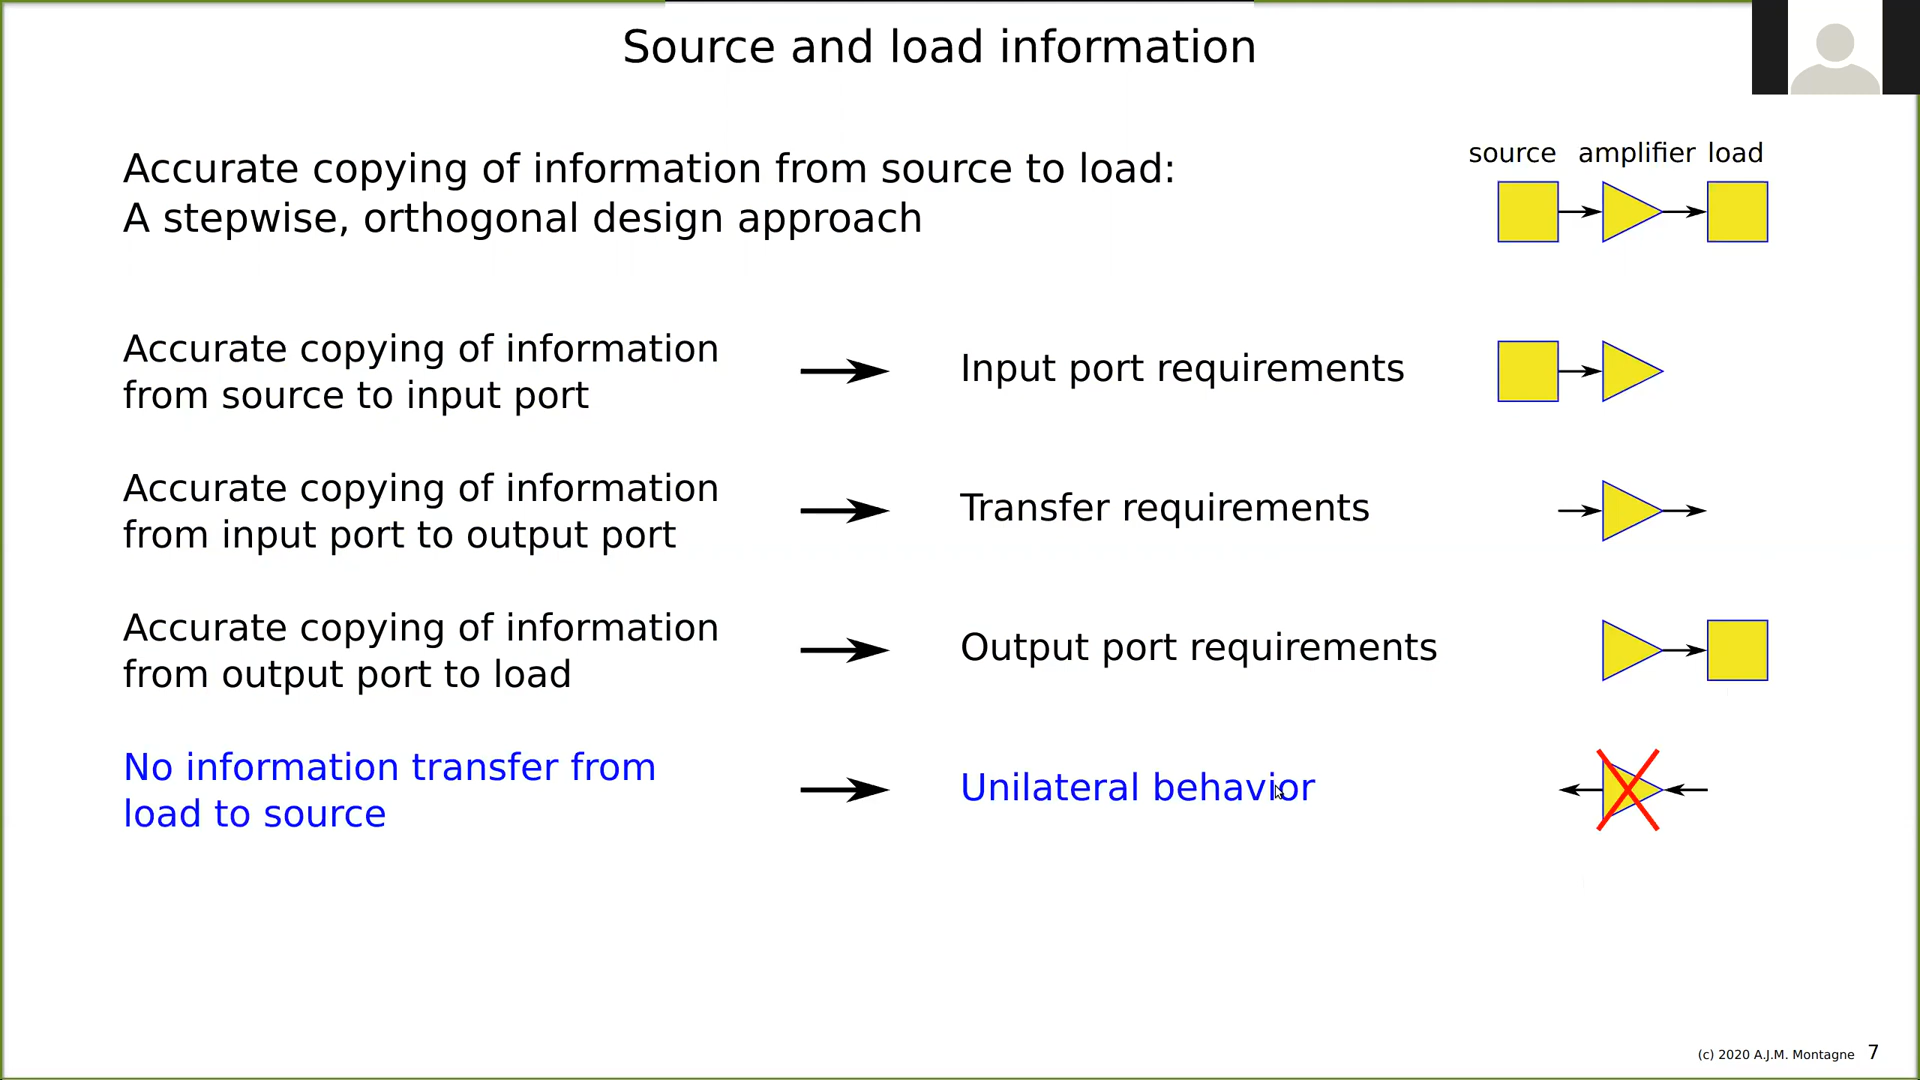 Source and load information
Accurate copying of information from source to load:
A stepwise, orthogonal design approach
source amplifier load
Accurate copying of information
from source to input port
Input port requirements
Accurate copying of information
from input port to output port
Transfer requirements
Accurate copying of information
from output port to load
Output port requirements
No information transfer from
load to source
Unilateral behavior
(c) 2020 A.J.M. Montagne 7